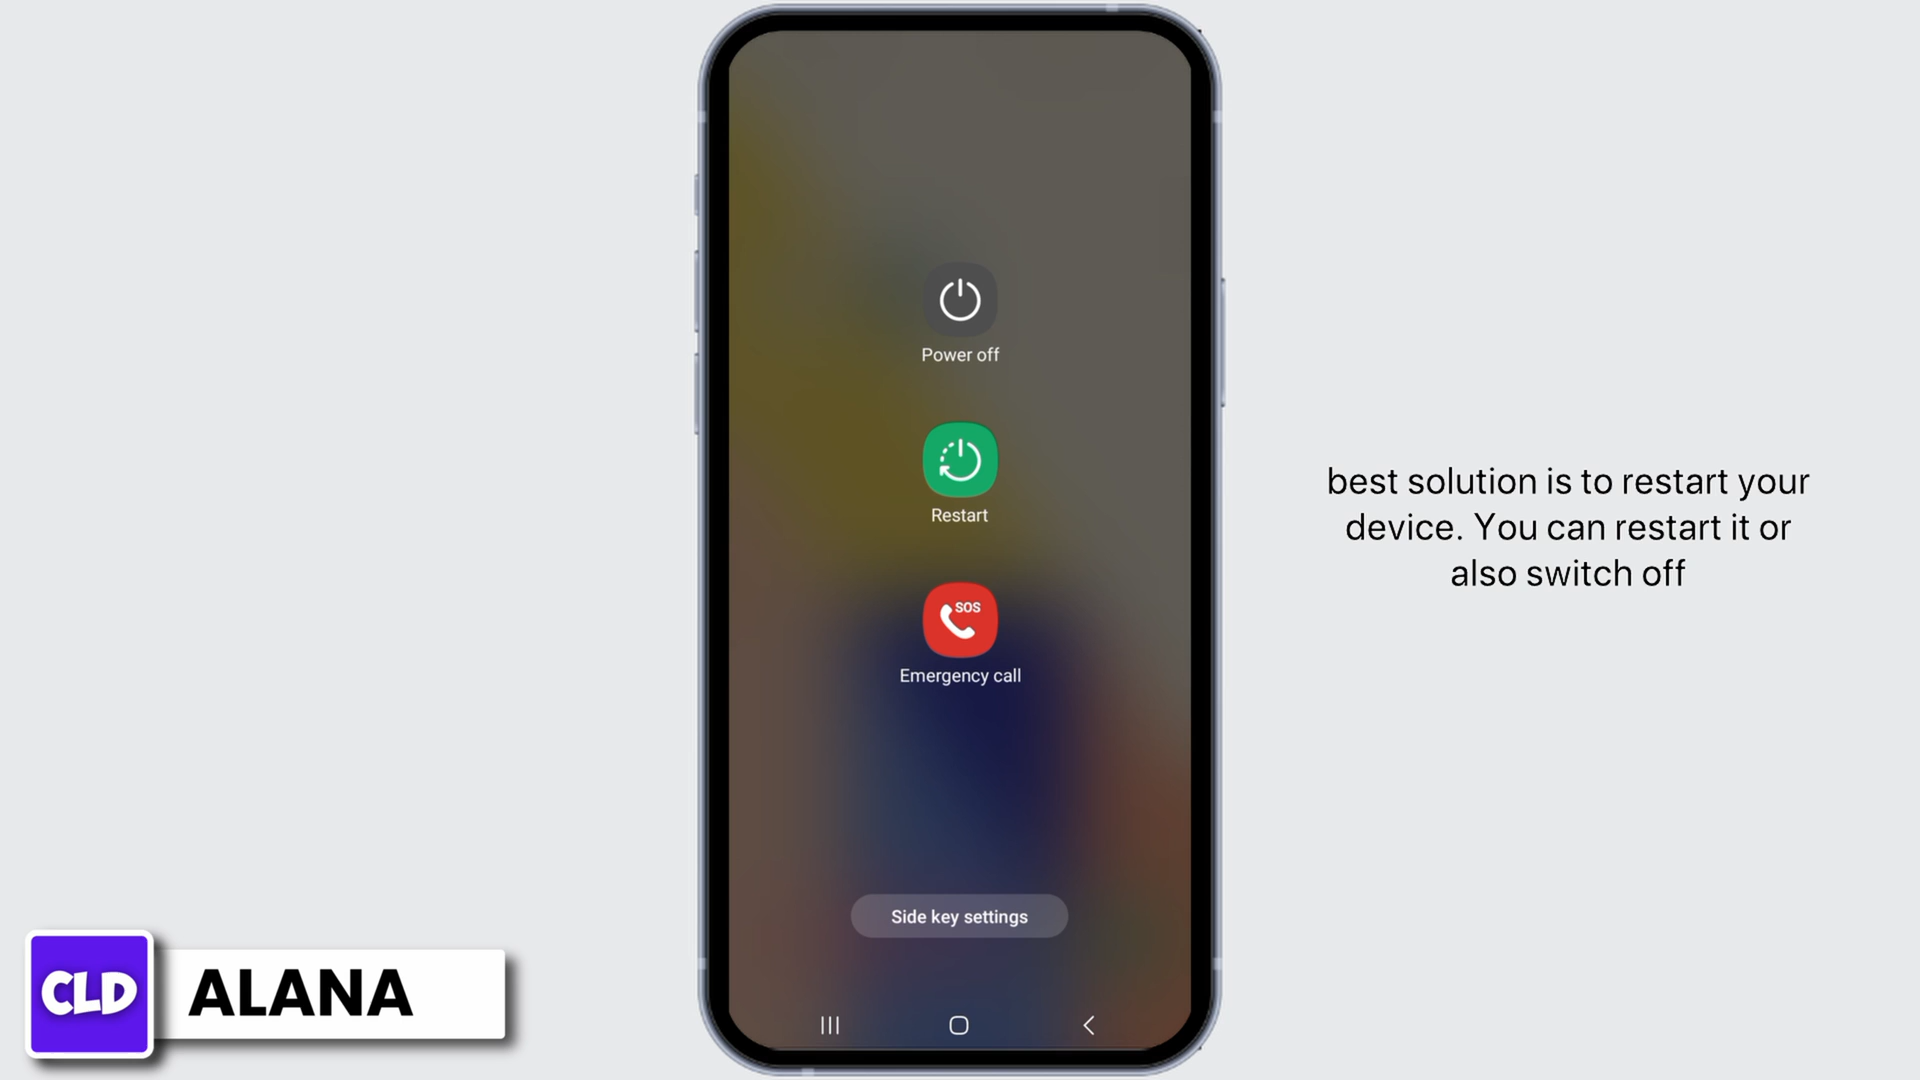 Power off
Restart
SOS
Emergency call
Side key settings
best solution is to restart your
device. You can restart it or
also switch off
CLD
ALANA